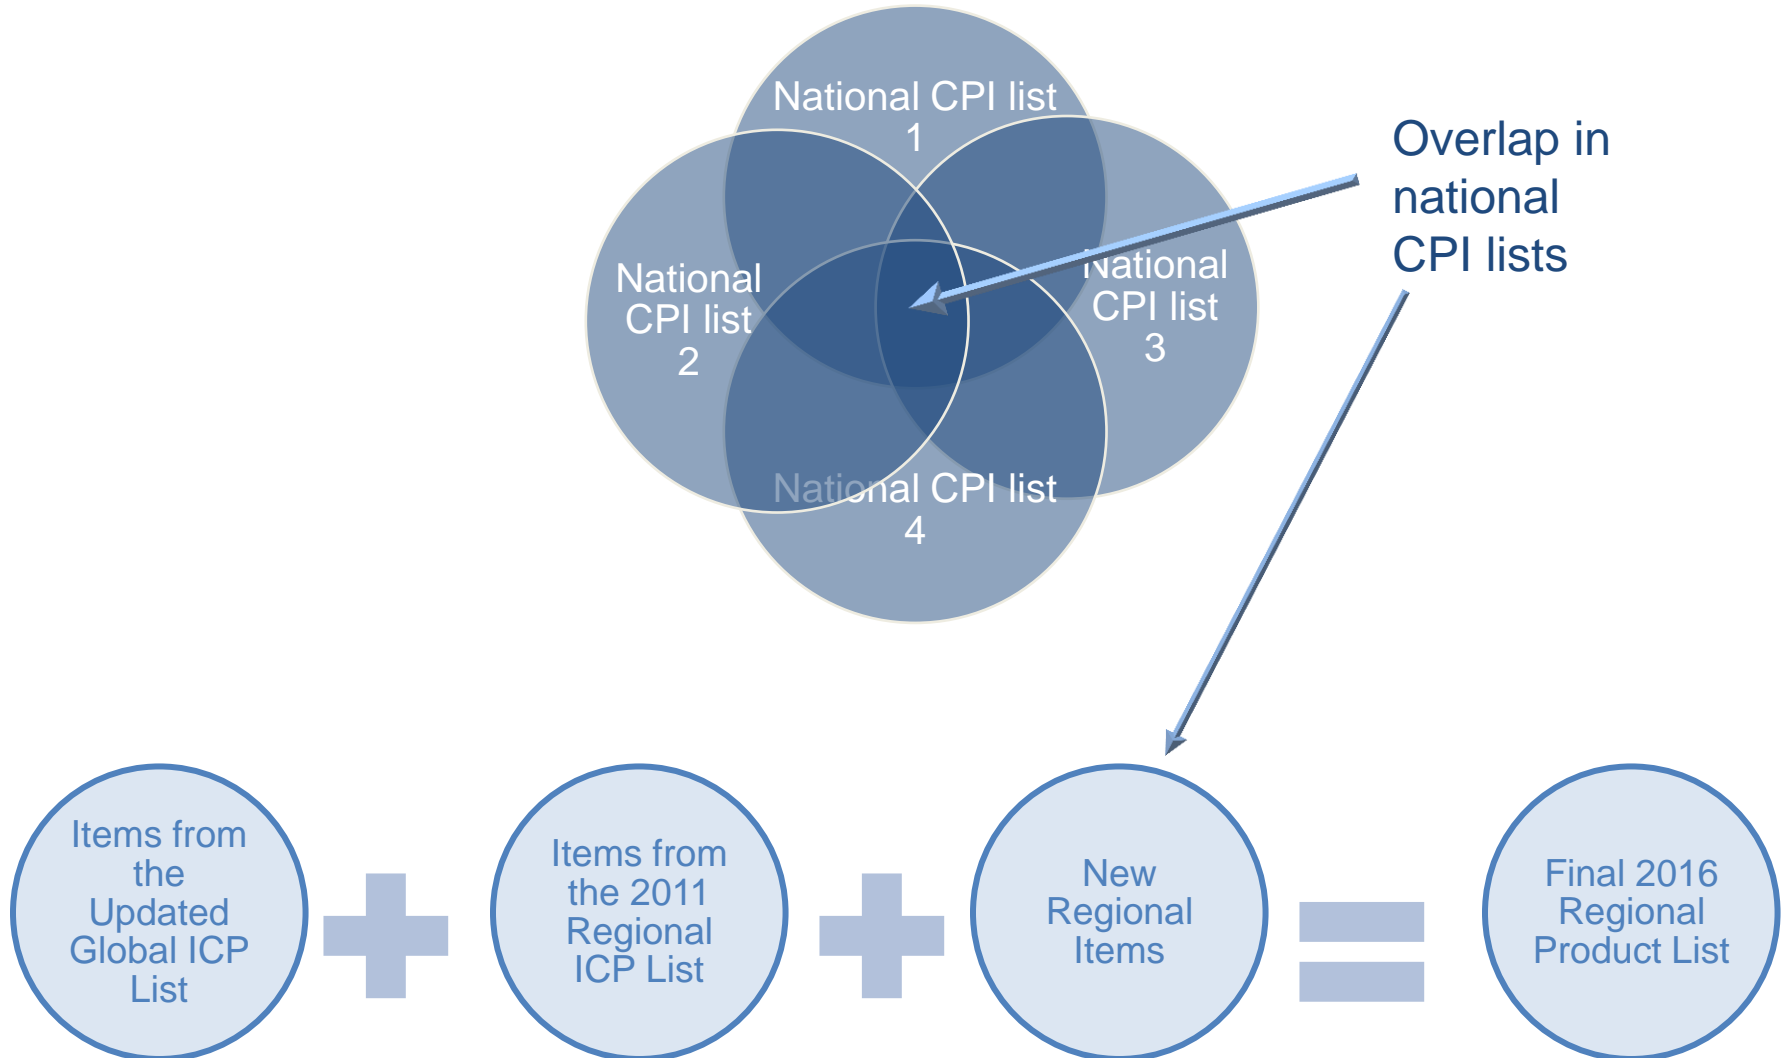 National CPI list
1
Overlap in
national
CPI lists
National
CPI list
2
National
CPI list
3
National CPI list
4
Items from
the
Updated
Global ICP
List
Items from
the 2011
Regional
ICP List
New
Regional
Items
Final 2016
Regional
Product List